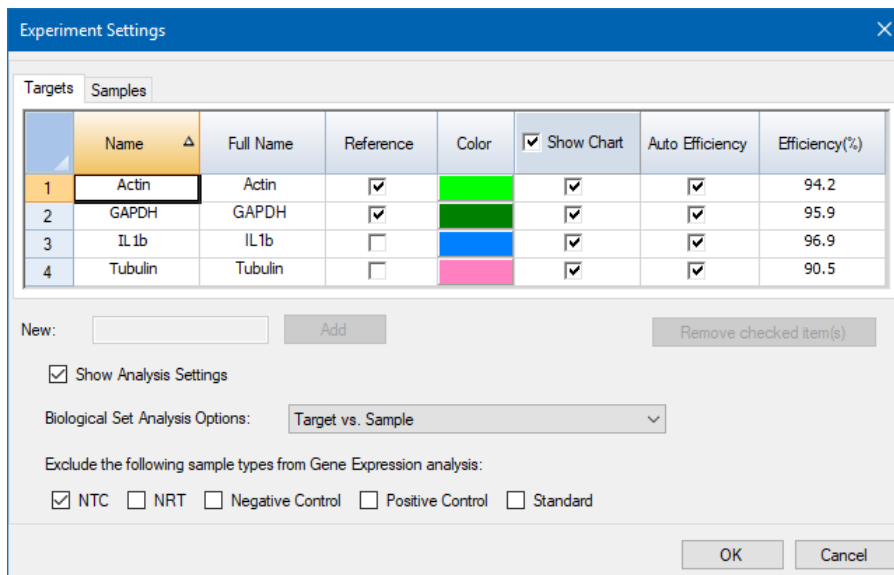 Experiment Settings
Targets Samples
Name Full Name Reference Color Show Chart Auto Efficiency Efficiency(%)
1 Actin Actin 94.2
2 GAPDH GAPDH 95.9
3 IL1b IL1b 96.9
4 Tubulin Tubulin 90.5
New: Add Remove checked item(s)
Show Analysis Settings
Biological Set Analysis Options: Target vs. Sample
Exclude the following sample types from Gene Expression analysis:
NTC NRT Negative Control Positive Control Standard
OK Cancel